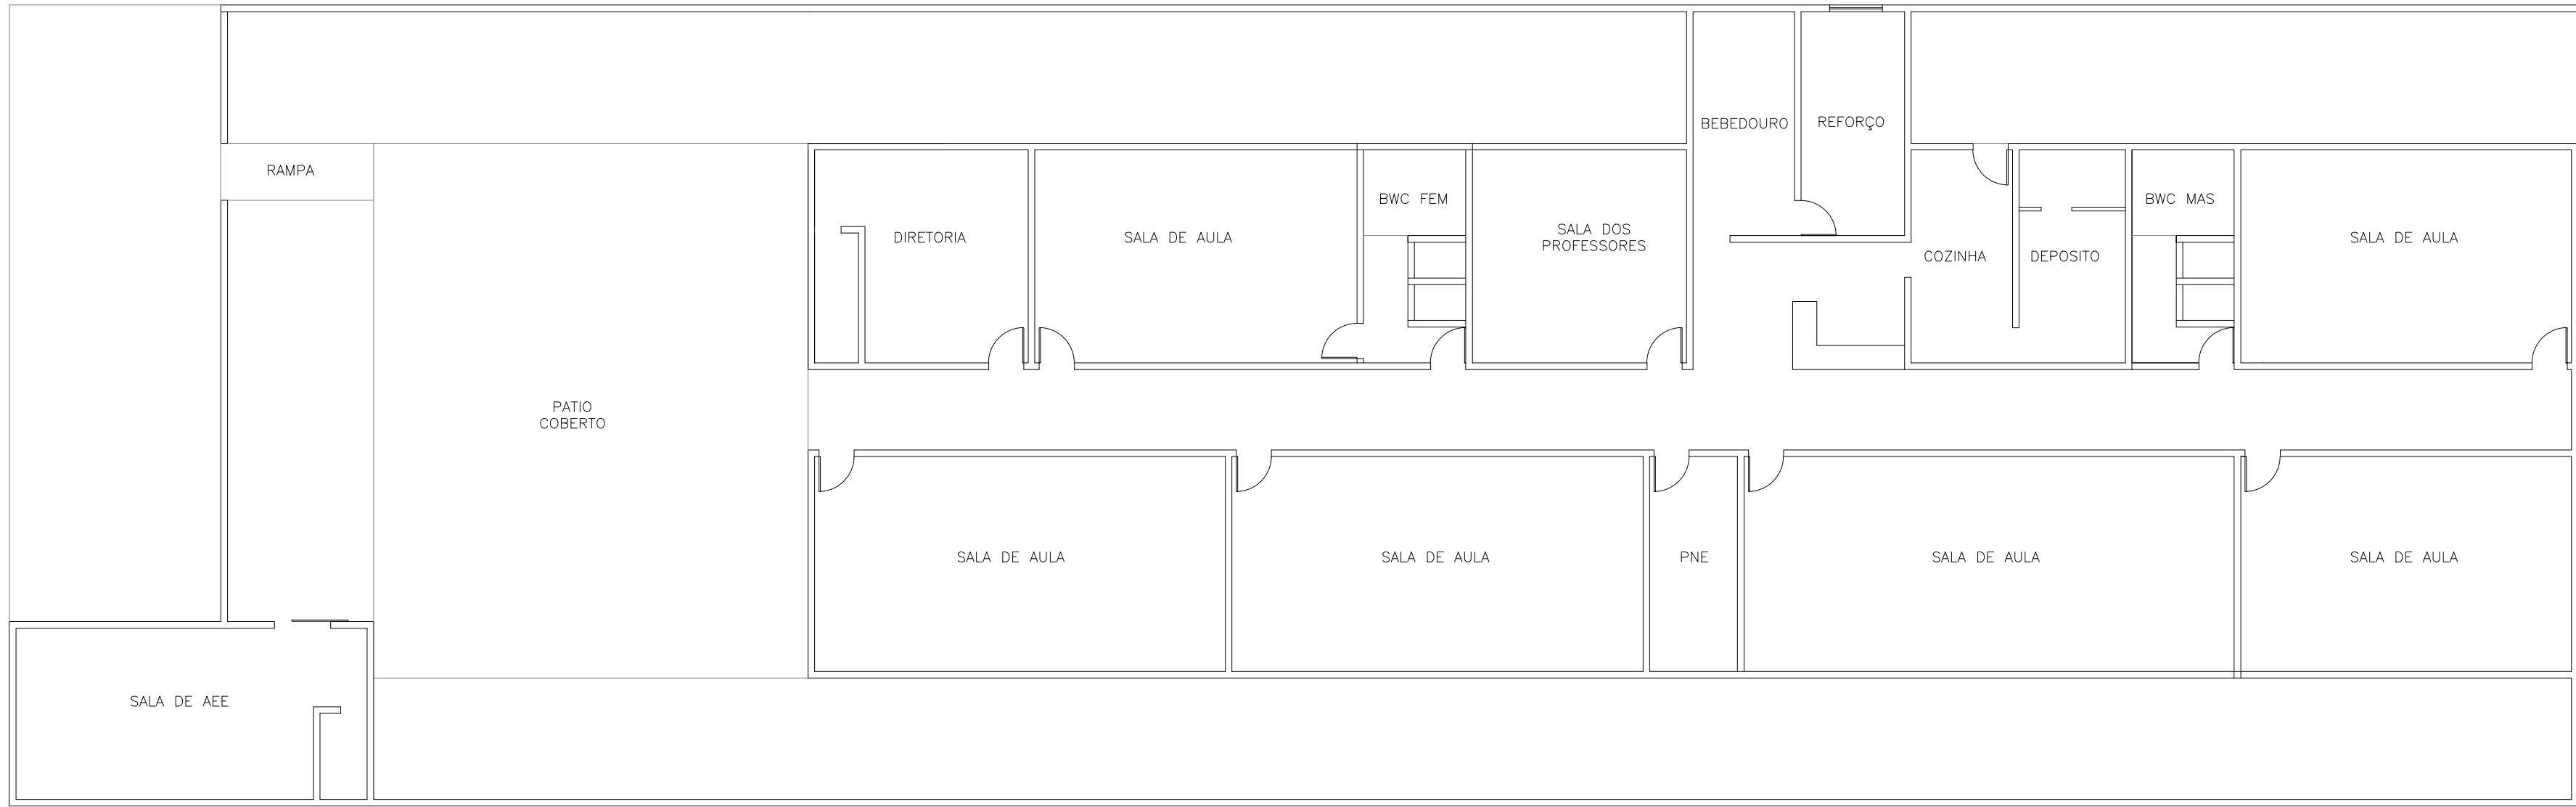 BEBEDOURO
REFORÇO
RAMPA
BWC FEM
BWC MAS
DIRETORIA
SALA DE AULA
SALA DOS
PROFESSORES
COZINHA
DEPOSITO
SALA DE AULA
PATIO
COBERTO
SALA DE AULA
SALA DE AULA
PNE
SALA DE AULA
SALA DE AULA
SALA DE AEE